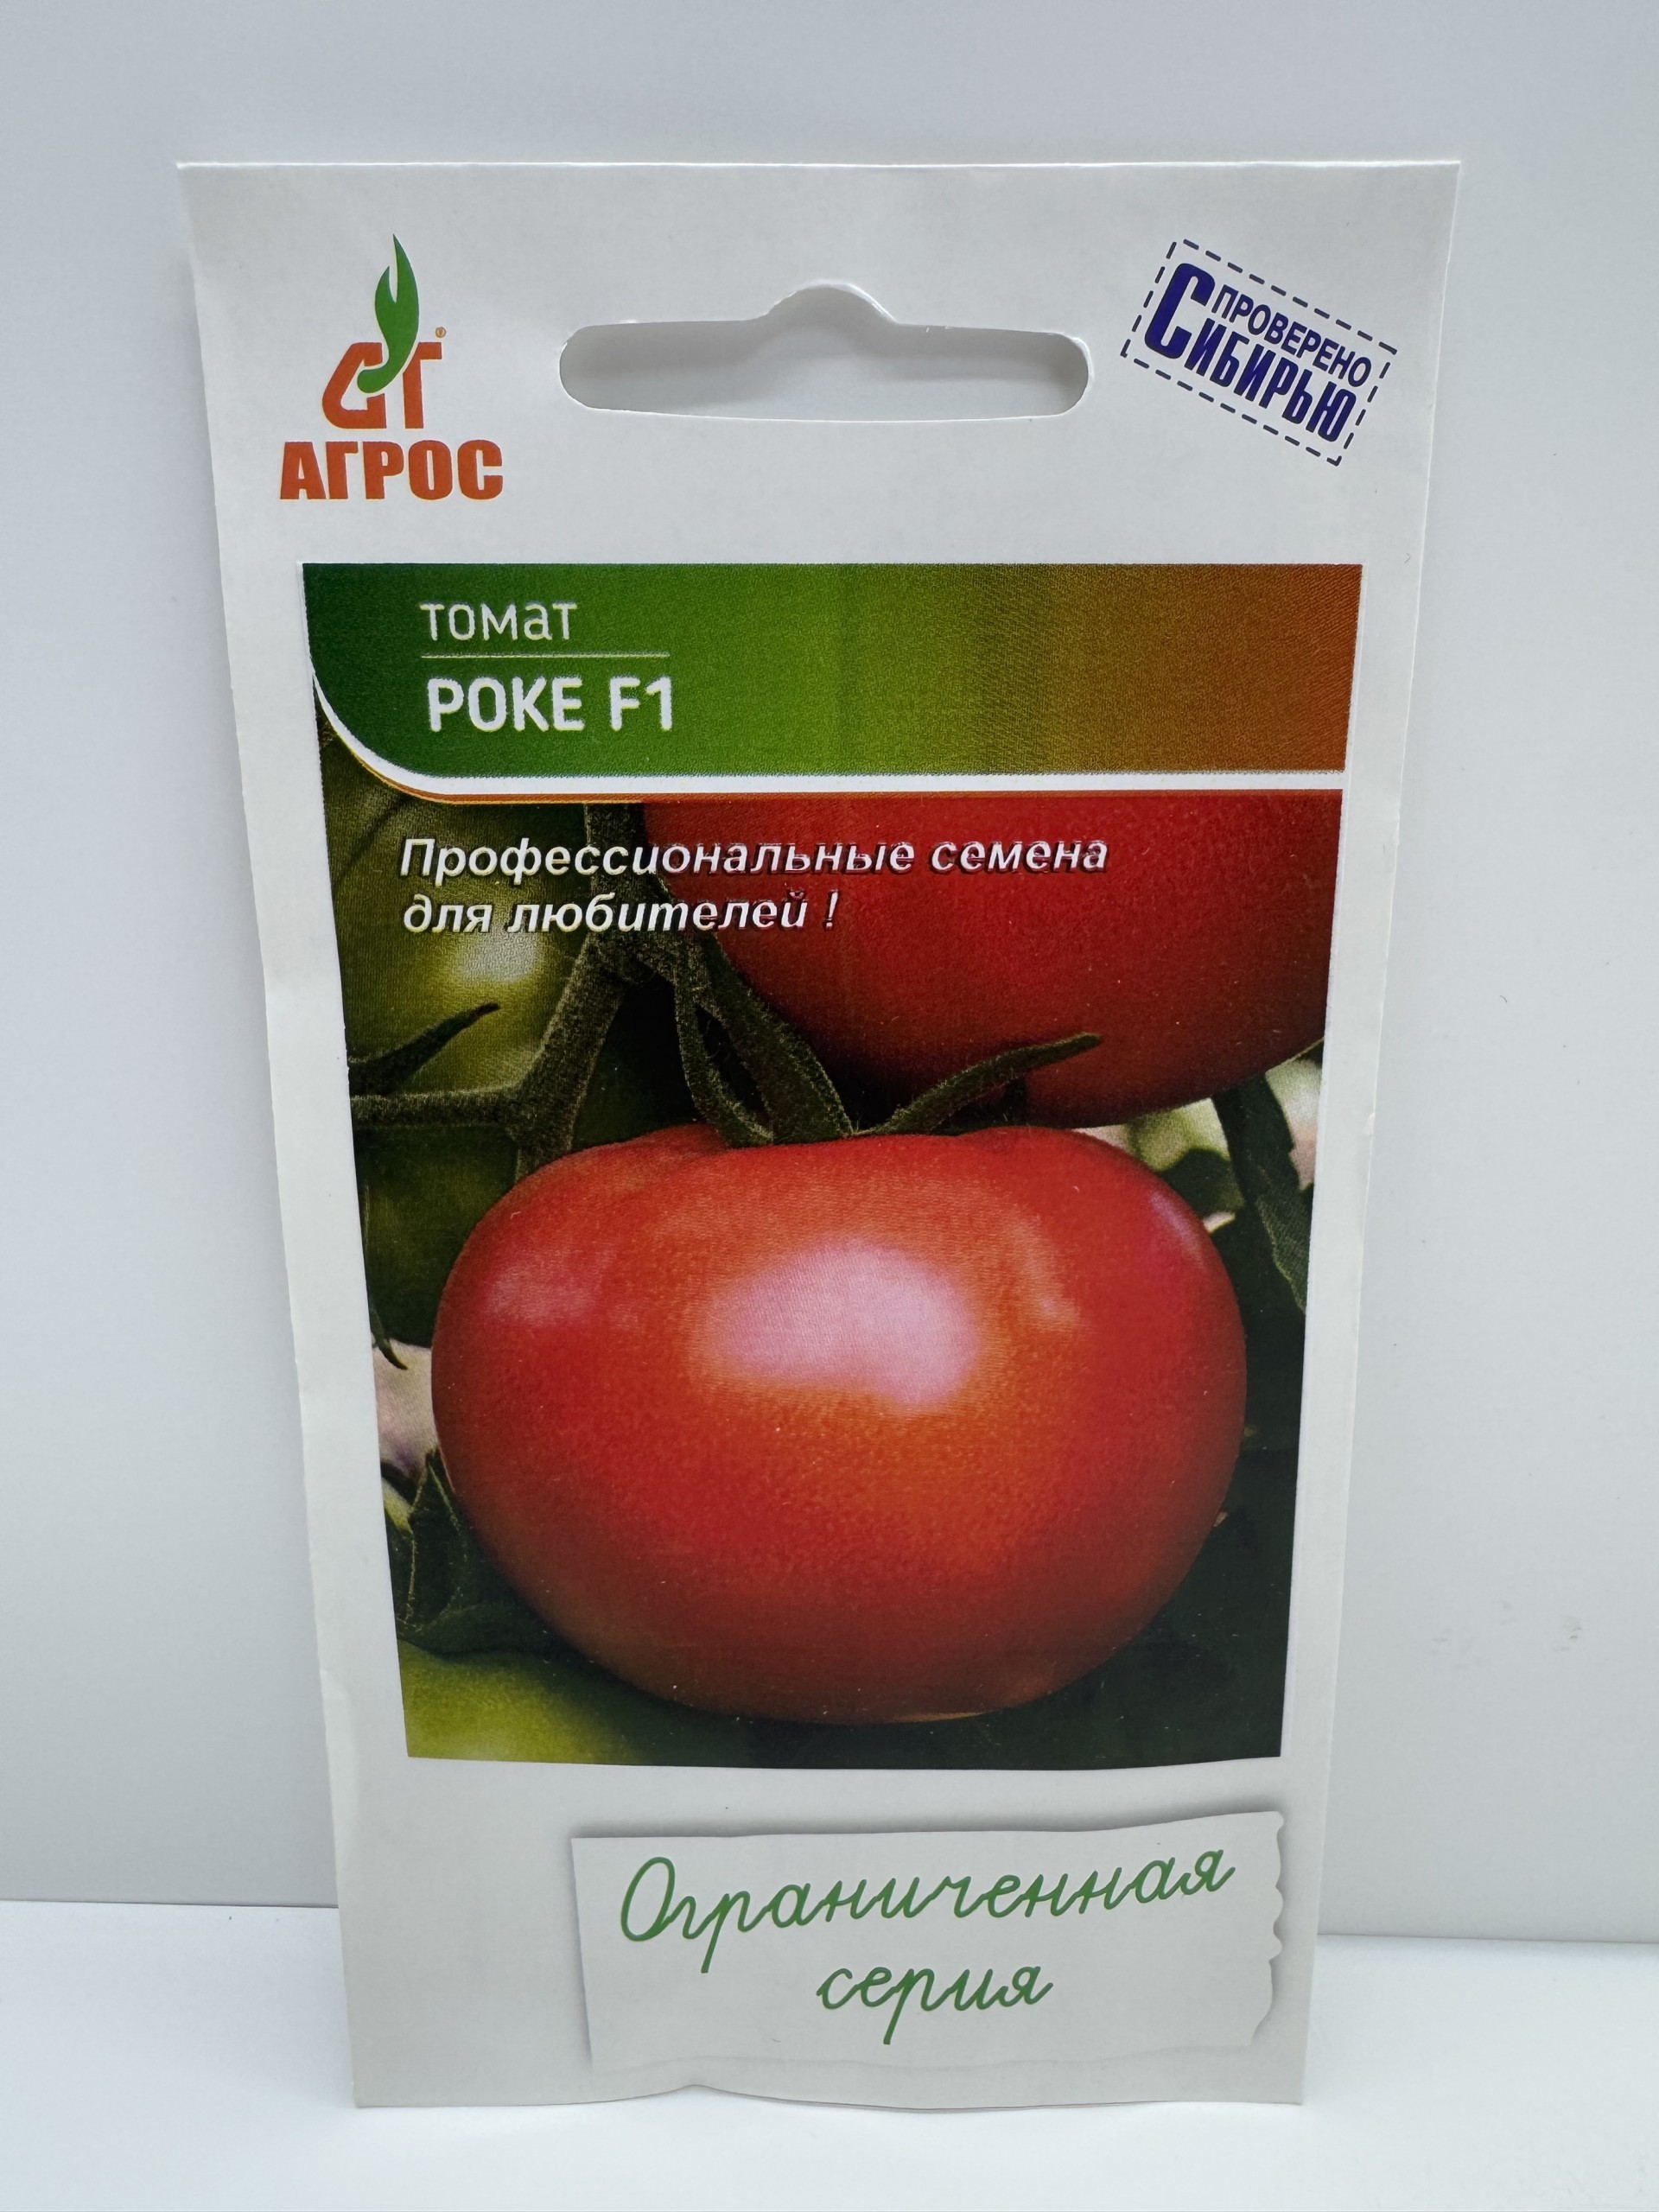 АГРОС
ПРОВЕРЕНО
СИБИРЬЮ
томат
РОКЕ F1
Профессиональные семена
для любителей !
Ограниченная
серия